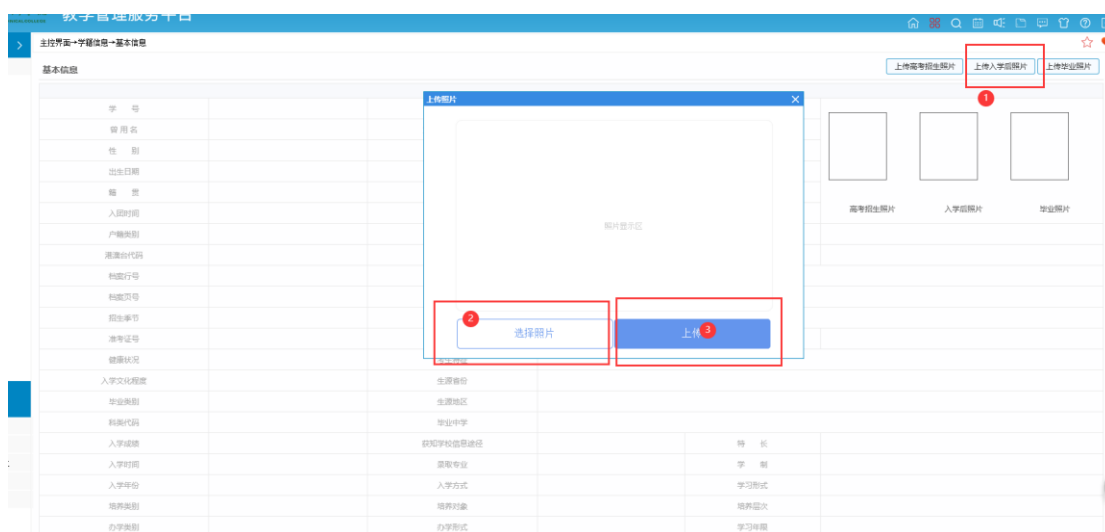 教学管理服务平台
主控界面→学籍信息→基本信息
基本信息
上传高考招生照片
上传入学后照片
上传毕业照片
1
上传照片
×
学 号
曾用名
性 别
出生日期
籍 贯
高考招生照片
入学后照片
毕业照片
入团时间
照片显示区
户籍类别
港澳台代码
档案行号
档案页号
招生季节
2
选择照片
上传
3
准考证号
健康状况
入学文化程度
生源省份
毕业类别
生源地区
科类代码
毕业中学
入学成绩
获知学校信息途径
特 长
入学时间
录取专业
学 制
入学年份
入学方式
学习形式
培养类别
培养对象
培养层次
办学类别
办学形式
学习年限